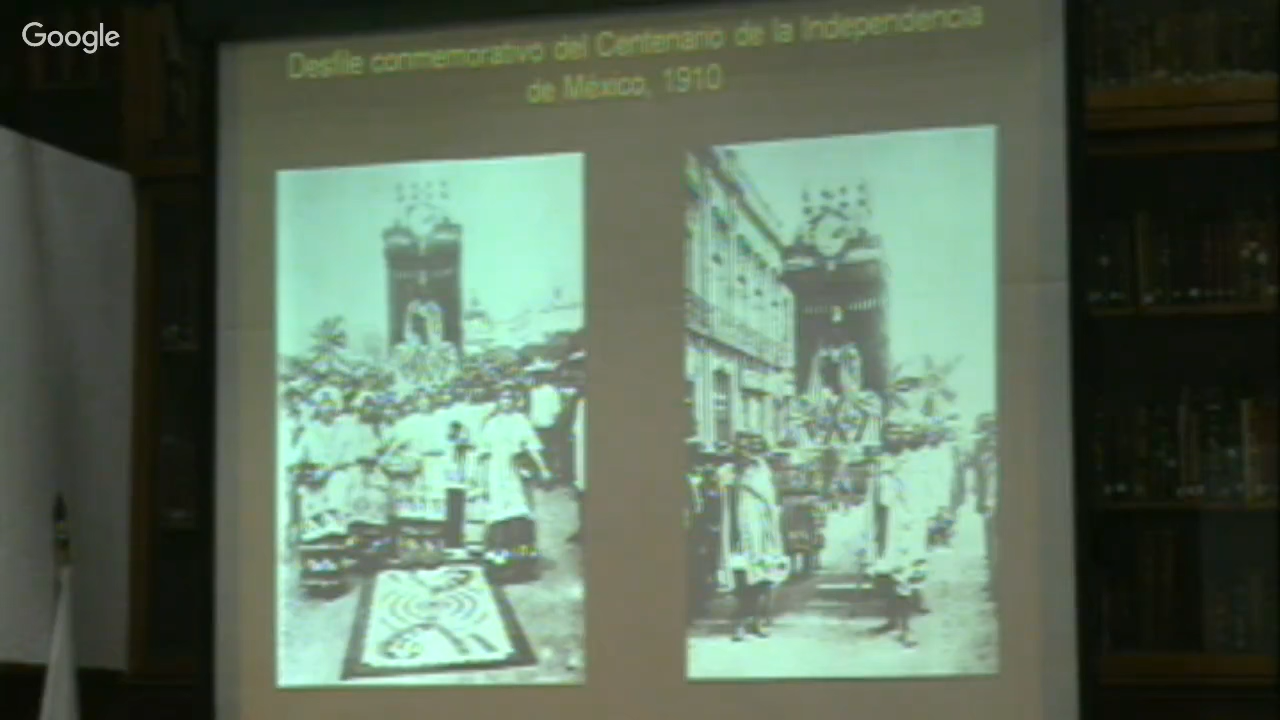 Google
Desfile conmemorativo del Centenario de la Independencia
de México, 1910